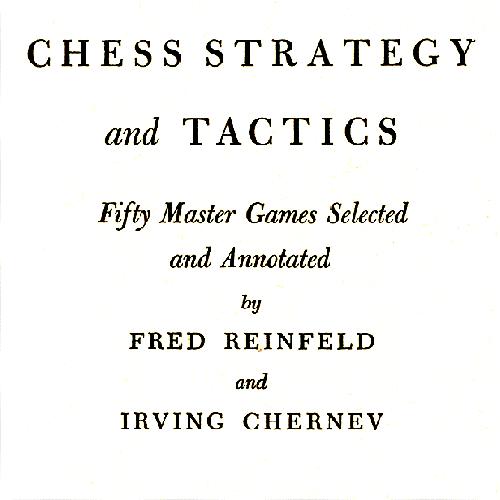 CHESS STRATEGY
and TACTICS
Fifty Master Games Selected
and Annotated
by
FRED REINFELD
and
IRVING CHERNEV